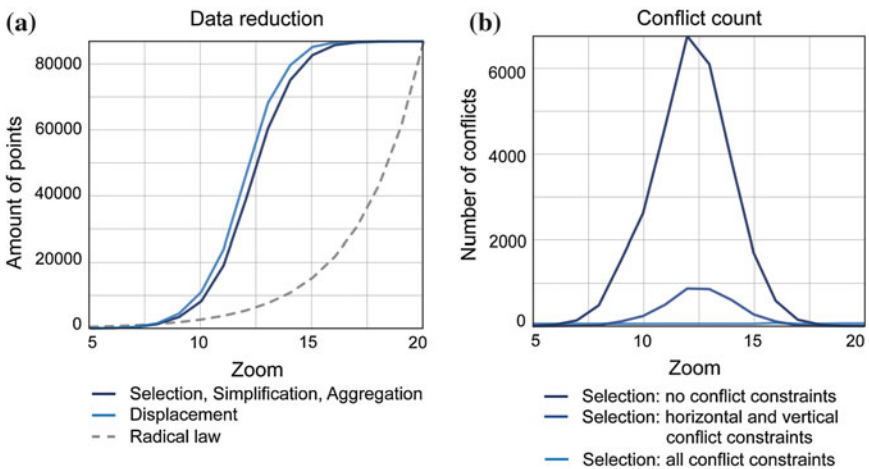 (a)
Data reduction
Amount of points
80000
60000
40000
20000
0
5
10
15
20
Zoom
Selection, Simplification, Aggregation
Displacement
Radical law
(b)
Conflict count
Number of conflicts
6000
4000
2000
0
5
10
15
20
Zoom
Selection: no conflict constraints
Selection: horizontal and vertical
conflict constraints
Selection: all conflict constraints